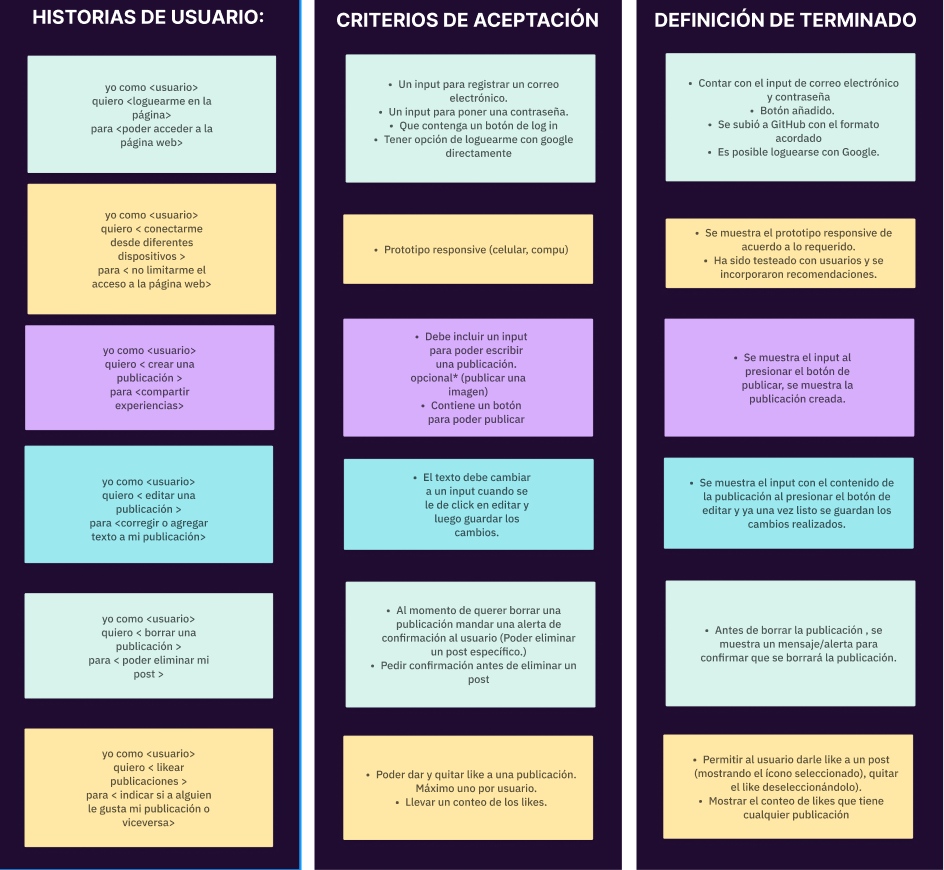 HISTORIAS DE USUARIO:
yo como <usuario>
quiero <loguearme en la
página>
para <poder acceder a la
página web>
yo como <usuario>
quiero < conectarme
desde diferentes
dispositivos >
para < no limitarme el
acceso a la página web>
yo como <usuario>
quiero < crear una
publicación >
para <compartir
experiencias>
yo como <usuario>
quiero < editar una
publicación >
para <corregir o agregar
texto a mi publicación>
yo como <usuario>
quiero < borrar una
publicación >
para < poder eliminar mi
post >
yo como <usuario>
quiero < likear
publicaciones >
para < indicar si a alguien
le gusta mi publicación o
viceversa>
CRITERIOS DE ACEPTACIÓN
• Un input para registrar un correo
electrónico.
• Un input para poner una contraseña.
• Que contenga un botón de log in
• Tener opción de loguearme con google
directamente
• Prototipo responsive (celular, compu)
• Debe incluir un input
para poder escribir
una publicación.
opcional* (publicar una
imagen)
• Contiene un botón
para poder publicar
• El texto debe cambiar
a un input cuando se
le de click en editar y
luego guardar los
cambios.
• Al momento de querer borrar una
publicación mandar una alerta de
confirmación al usuario (Poder eliminar
un post específico.)
• Pedir confirmación antes de eliminar un
post
• Poder dar y quitar like a una publicación.
Máximo uno por usuario.
• Llevar un conteo de los likes.
DEFINICIÓN DE TERMINADO
• Contar con el input de correo electrónico
y contraseña
• Botón añadido.
• Se subió a GitHub con el formato
acordado
• Es posible loguearse con Google.
• Se muestra el prototipo responsive de
acuerdo a lo requerido.
• Ha sido testeado con usuarios y se
incorporaron recomendaciones.
• Se muestra el input al
presionar el botón de
publicar, se muestra la
publicación creada.
• Se muestra el input con el contenido de
la publicación al presionar el botón de
editar y ya una vez listo se guardan los
cambios realizados.
• Antes de borrar la publicación , se
muestra un mensaje/alerta para
confirmar que se borrará la publicación.
• Permitir al usuario darle like a un post
(mostrando el ícono seleccionado), quitar
el like deseleccionándolo).
• Mostrar el conteo de likes que tiene
cualquier publicación